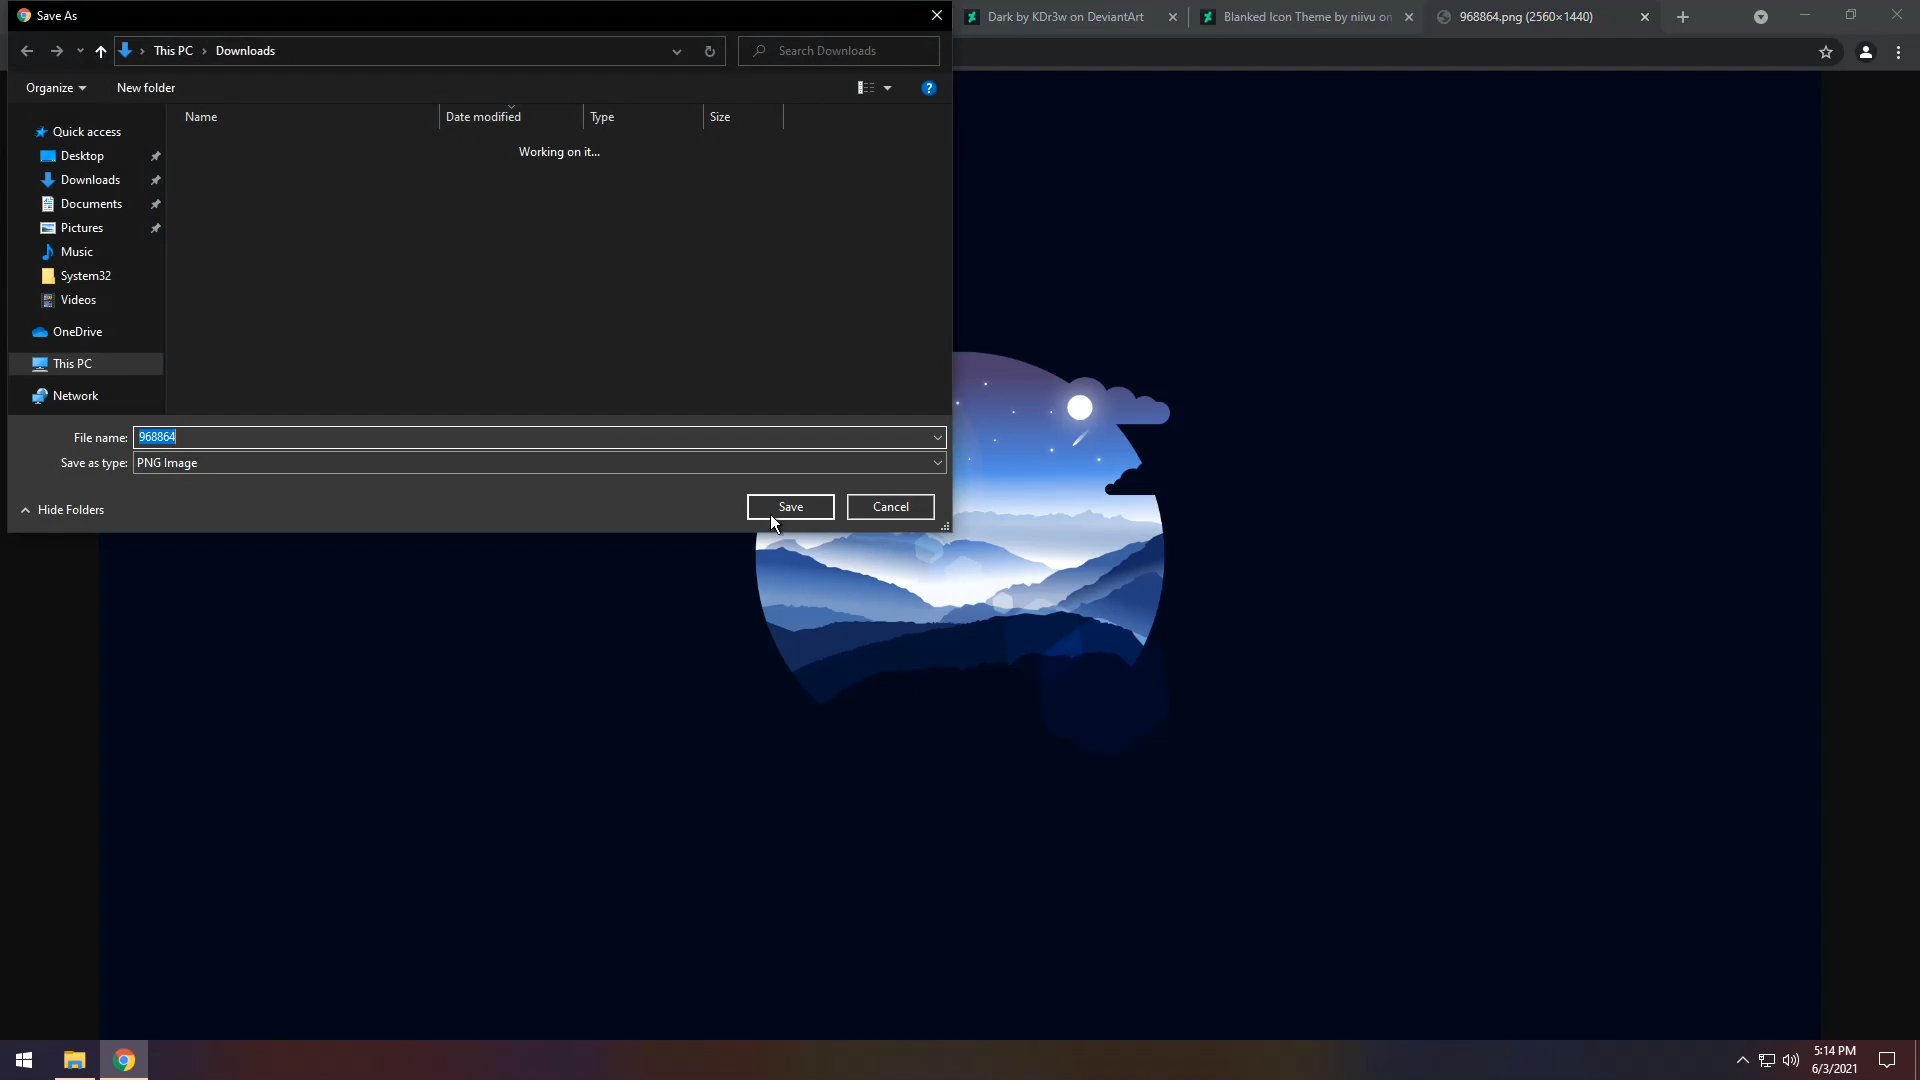 Save As
Dark by KDr3w on DeviantArt
Blanked Icon Theme by niivu on
968864.png (2560×1440)
This PC
Downloads
Search Downloads
Organize
New folder
?
Name
Date modified
Type
Size
Working on it...
Quick access
Desktop
Downloads
Documents
Pictures
Music
System32
Videos
OneDrive
This PC
Network
File name: 968864
Save as type: PNG Image
Hide Folders
Save
Cancel
5:14 PM
6/3/2021